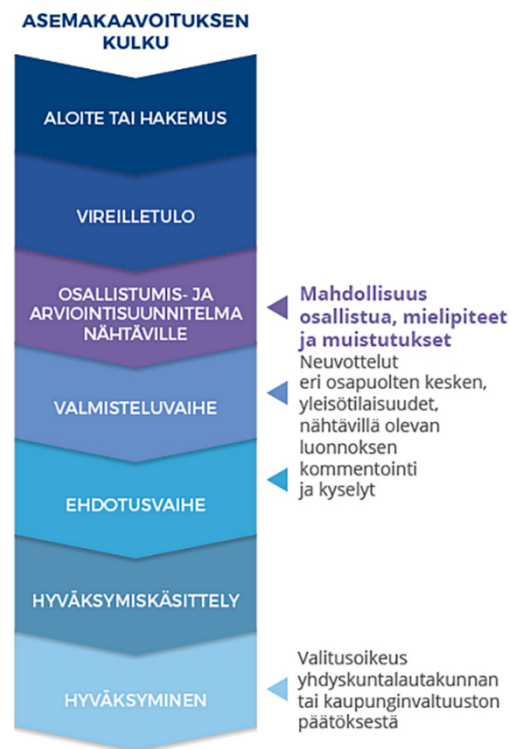 ASEMAKAAVOITUKSEN
KULKU
ALOITE TAI HAKEMUS
VIREILLETULO
OSALLISTUMIS- JA
ARVIOINTISUUNNITELMA
NÄHTÄVILLE
Mahdollisuus
osallistua, mielipiteet
ja muistutukset
VALMISTELUVAIHE
Neuvottelut
eri osapuolten kesken,
yleisötilaisuudet,
nähtävillä olevan
luonnoksen
kommentointi
ja kyselyt
EHDOTUSVAIHE
HYVÄKSYMISKÄSITTELY
HYVÄKSYMINEN
Valitusoikeus
yhdyskuntalautakunnan
tai kaupunginvaltuuston
päätöksestä